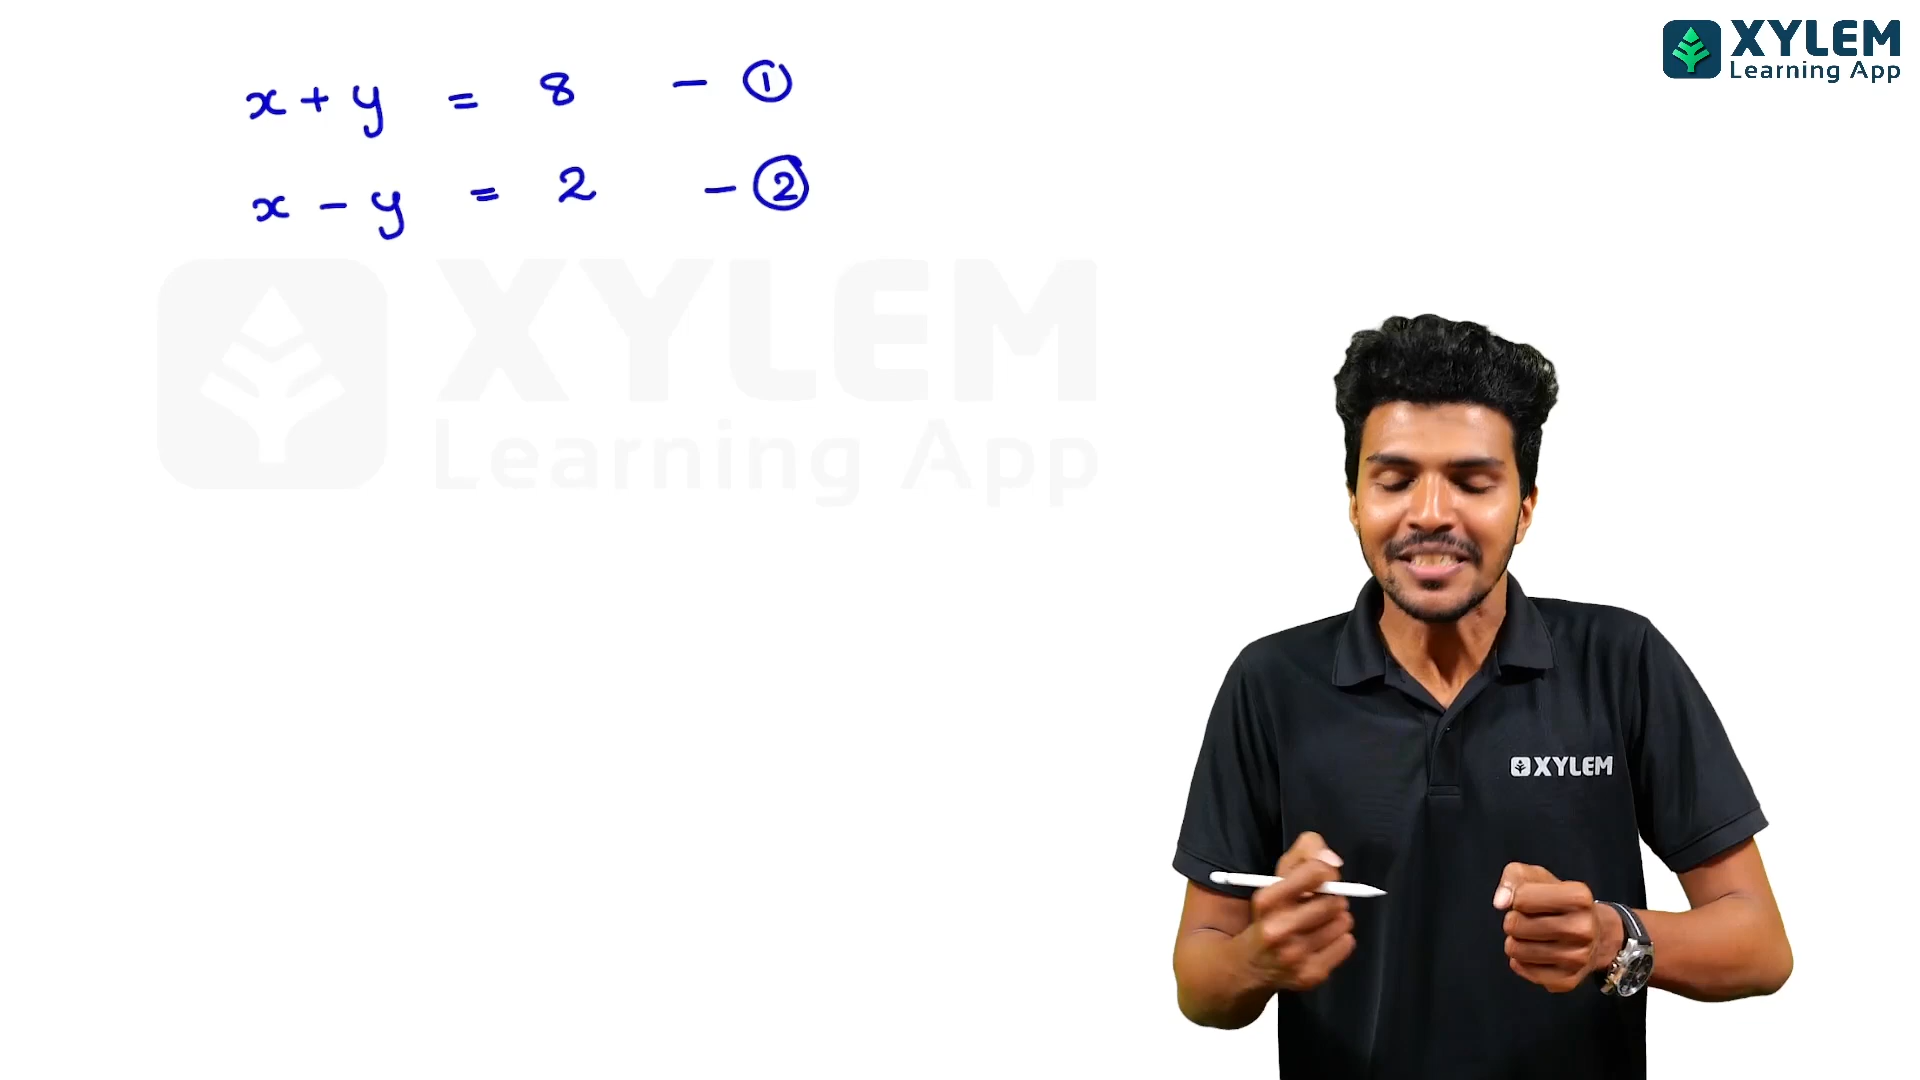 x + y = 8 - ①
x - y = 2 - ②
XYLEM
Learning App
XYLEM
Learning App
XYLEM